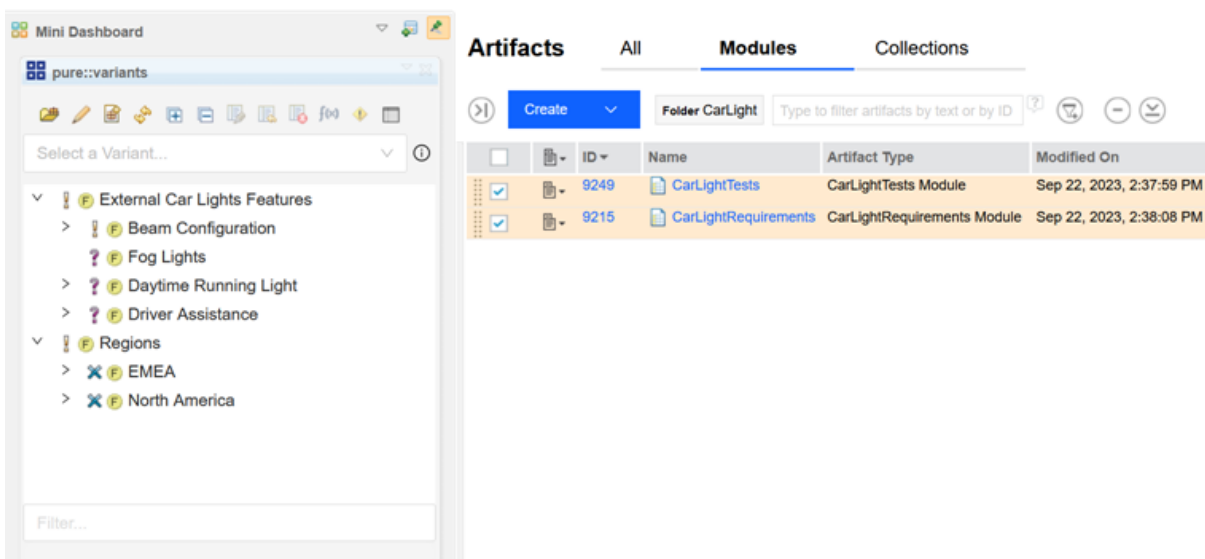 Mini Dashboard
pure::variants
f(x)
Select a Variant...
External Car Lights Features
Beam Configuration
Fog Lights
Daytime Running Light
Driver Assistance
Regions
EMEA
North America
Filter...
Artifacts All Modules Collections
Create Folder CarLight Type to filter artifacts by text or by ID ?
ID Name Artifact Type Modified On
9249 CarLightTests CarLightTests Module Sep 22, 2023, 2:37:59 PM
9215 CarLightRequirements CarLightRequirements Module Sep 22, 2023, 2:38:08 PM